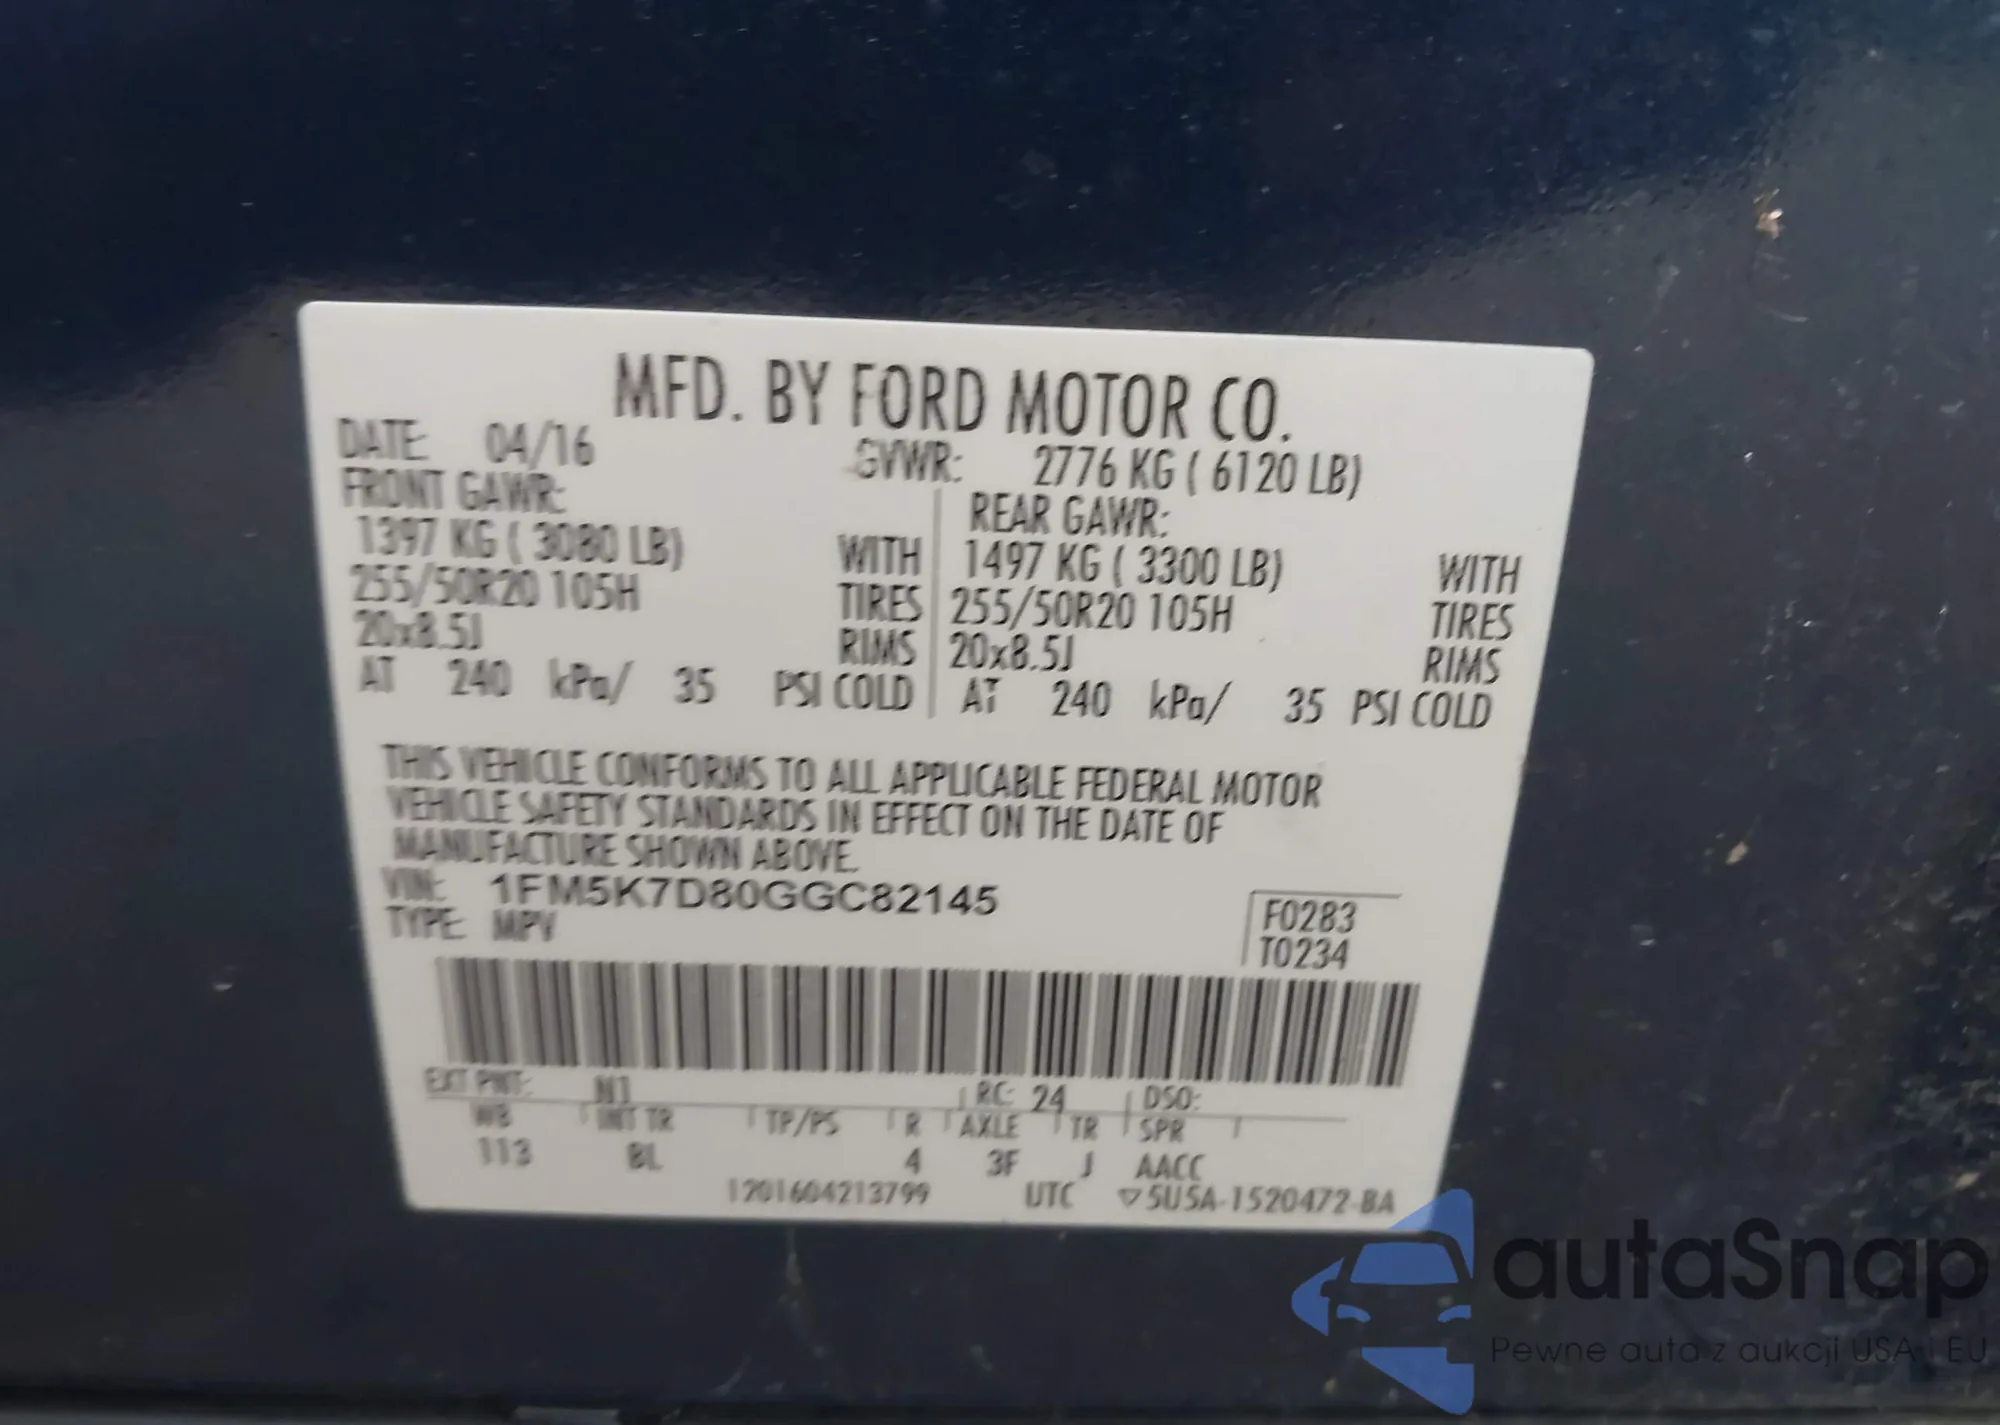 MFD. BY FORD MOTOR CO.
DATE: 04/16 GVWR: 2776 KG ( 6120 LB)
FRONT GAWR: REAR GAWR:
1397 KG ( 3080 LB) WITH 1497 KG ( 3300 LB) WITH
255/50R20 105H TIRES 255/50R20 105H TIRES
20x8.5J RIMS 20x8.5J RIMS
AT 240 kPa/ 35 PSI COLD AT 240 kPa/ 35 PSI COLD
THIS VEHICLE CONFORMS TO ALL APPLICABLE FEDERAL MOTOR
VEHICLE SAFETY STANDARDS IN EFFECT ON THE DATE OF
MANUFACTURE SHOWN ABOVE.
VIN: 1FM5K7D80GGC82145
TYPE: MPV
F0283
T0234
EXT PNT: N1 RC: 24 DSO:
WB INT TR TP/PS R AXLE TR SPR
113 BL 4 3F J AACC
1201604213799 UTC ▽5U5A-1520472-BA
autaSnap
Pewne auta z aukcji USA i EU